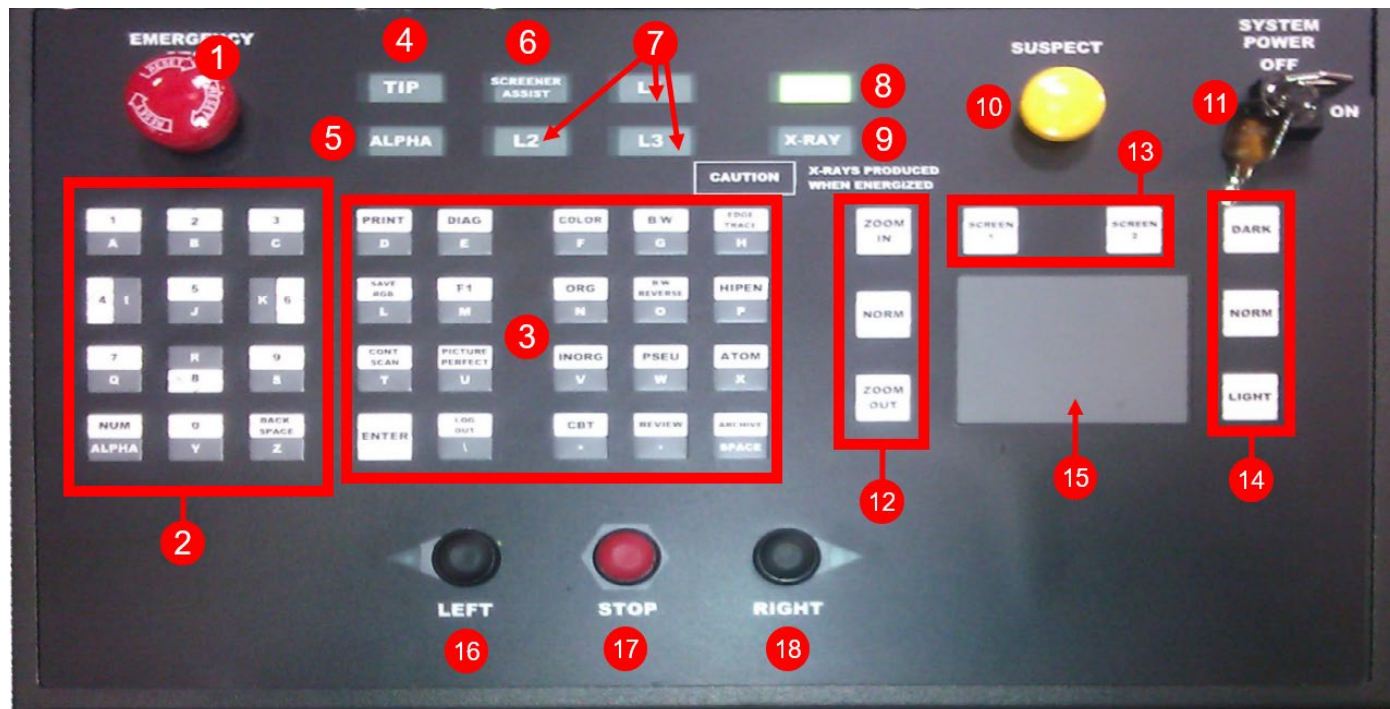 EMERGENCY
1
RESET
RESET
RESET
4
TIP
6
SCREENER
ASSIST
7
8
SUSPECT
10
SYSTEM
POWER
OFF
ON
11
5
ALPHA
L2
L3
X-RAY
9
CAUTION
X-RAYS PRODUCED
WHEN ENERGIZED
13
1
A
2
B
3
C
4 I
5
J
K 6
7
Q
R
8
9
S
NUM
ALPHA
0
Y
BACK
SPACE
Z
2
PRINT
D
DIAG
E
COLOR
F
B/W
G
EDGE
TRACE
H
SAVE
RGB
L
F1
M
ORG
N
B/W
REVERSE
O
HIPEN
P
3
CONT
SCAN
T
PICTURE
PERFECT
U
INORG
V
PSEU
W
ATOM
X
ENTER
LOG
OUT
\
CBT
REVIEW
ARCHIVE
SPACE
ZOOM
IN
NORM
ZOOM
OUT
12
SCREEN
1
SCREEN
2
15
DARK
NORM
LIGHT
14
LEFT
STOP
RIGHT
16
17
18